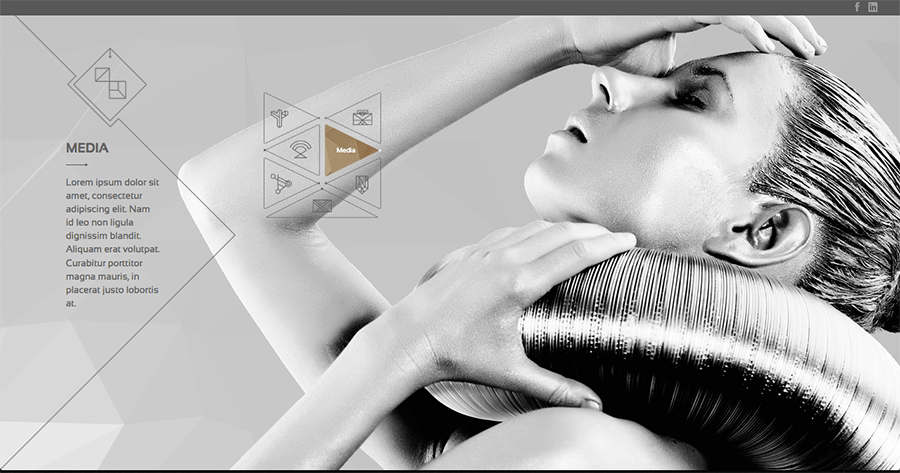 MEDIA
Lorem ipsum dolor sit
amet, consectetur
adipiscing elit. Nam
id leo non ligula
dignissim blandit.
Aliquam erat volutpat.
Curabitur porttitor
magna mauris, in
placerat justo lobortis
at.
Media